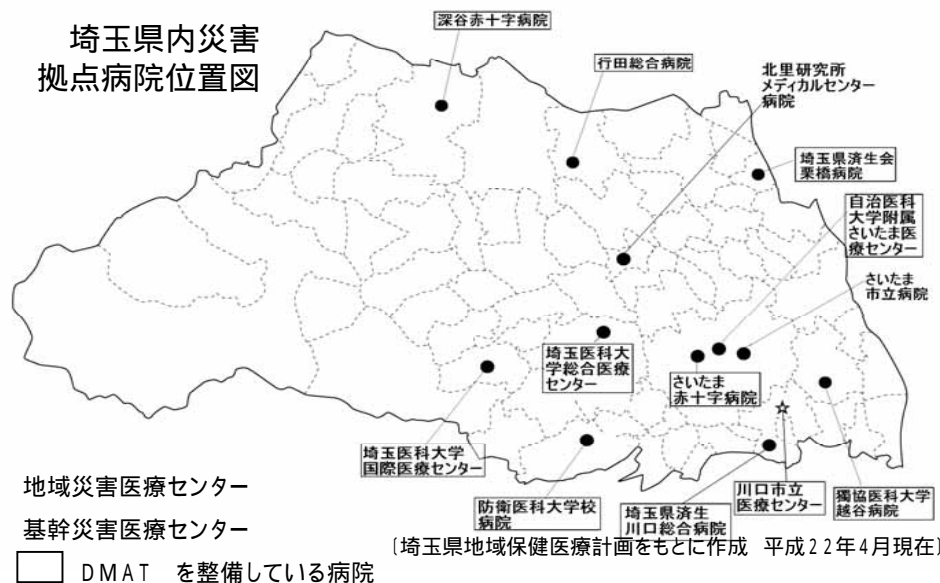 埼玉県内災害
拠点病院位置図
深谷赤十字病院
行田総合病院
北里研究所
メディカルセンター
病院
埼玉県済生会
栗橋病院
自治医科
大学附属
さいたま医
療センター
さいたま
市立病院
埼玉医科大
学総合医療
センター
さいたま
赤十字病院
埼玉医科大学
国際医療センター
防衛医科大学校
病院
埼玉県済生
川口総合病院
川口市立
医療センター
獨協医科大学
越谷病院
地域災害医療センター
基幹災害医療センター
DMAT を整備している病院
[埼玉県地域保健医療計画をもとに作成 平成22年4月現在]